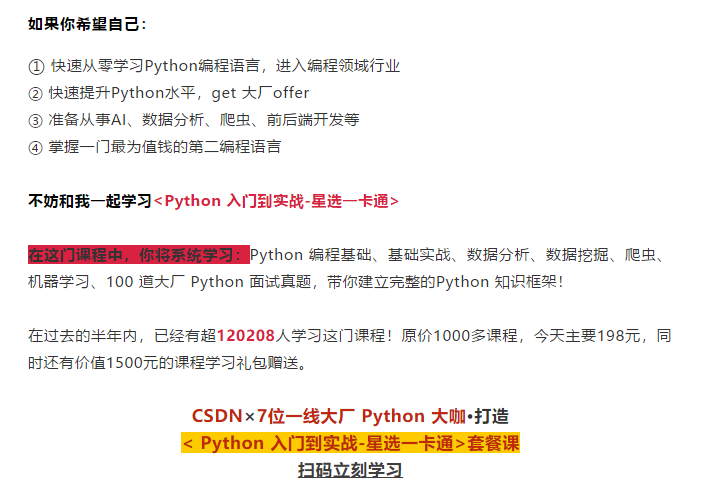 如果你希望自己：
① 快速从零学习Python编程语言，进入编程领域行业
② 快速提升Python水平，get 大厂offer
③ 准备从事AI、数据分析、爬虫、前后端开发等
④ 掌握一门最为值钱的第二编程语言
不妨和我一起学习<Python 入门到实战-星选一卡通>
在这门课程中，你将系统学习：Python 编程基础、基础实战、数据分析、数据挖掘、爬虫、
机器学习、100 道大厂 Python 面试真题，带你建立完整的Python 知识框架！
在过去的半年内，已经有超120208人学习这门课程！原价1000多课程，今天主要198元，同
时还有价值1500元的课程学习礼包赠送。
CSDN×7位一线大厂 Python 大咖·打造
< Python 入门到实战-星选一卡通>套餐课
扫码立刻学习